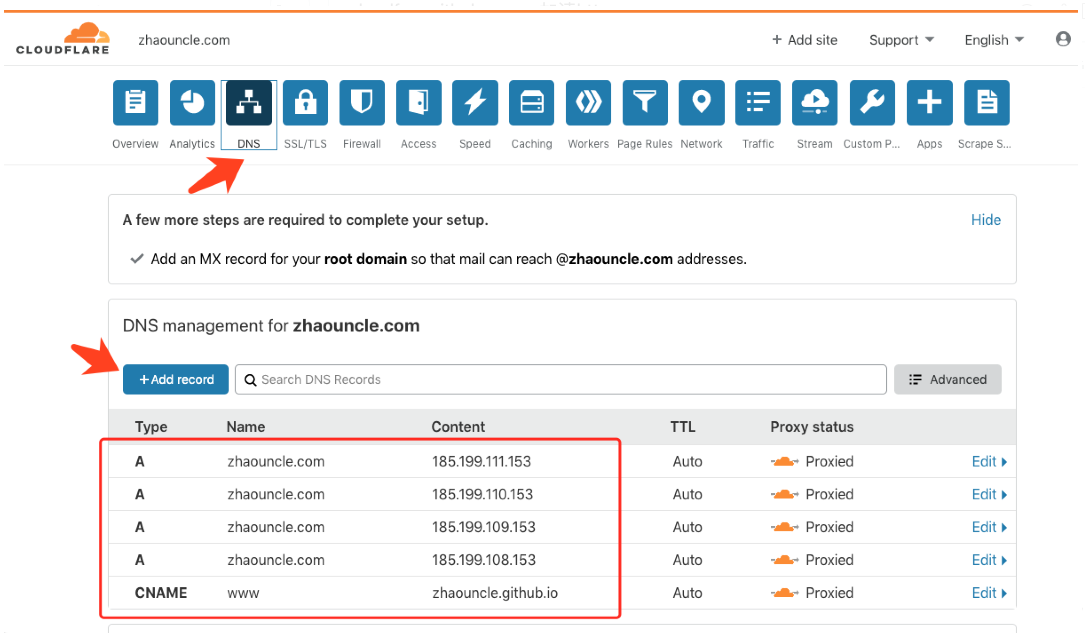 CLOUDFLARE zhaouncle.com + Add site Support English
Overview Analytics DNS SSL/TLS Firewall Access Speed Caching Workers Page Rules Network Traffic Stream Custom P... Apps Scrape S...
A few more steps are required to complete your setup. Hide
Add an MX record for your root domain so that mail can reach @zhaouncle.com addresses.
DNS management for zhaouncle.com
+Add record Search DNS Records Advanced
Type Name Content TTL Proxy status
A zhaouncle.com 185.199.111.153 Auto Proxied Edit
A zhaouncle.com 185.199.110.153 Auto Proxied Edit
A zhaouncle.com 185.199.109.153 Auto Proxied Edit
A zhaouncle.com 185.199.108.153 Auto Proxied Edit
CNAME www zhaouncle.github.io Auto Proxied Edit